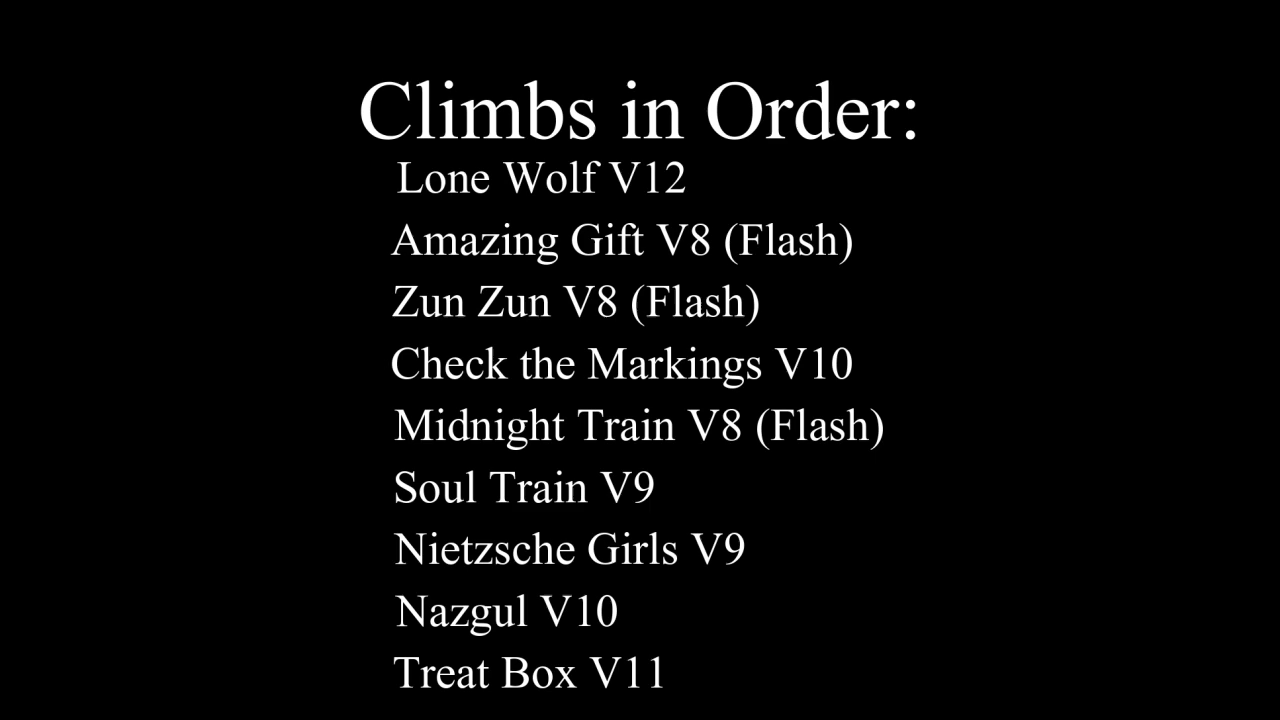 Climbs in Order:
Lone Wolf V12
Amazing Gift V8 (Flash)
Zun Zun V8 (Flash)
Check the Markings V10
Midnight Train V8 (Flash)
Soul Train V9
Nietzsche Girls V9
Nazgul V10
Treat Box V11